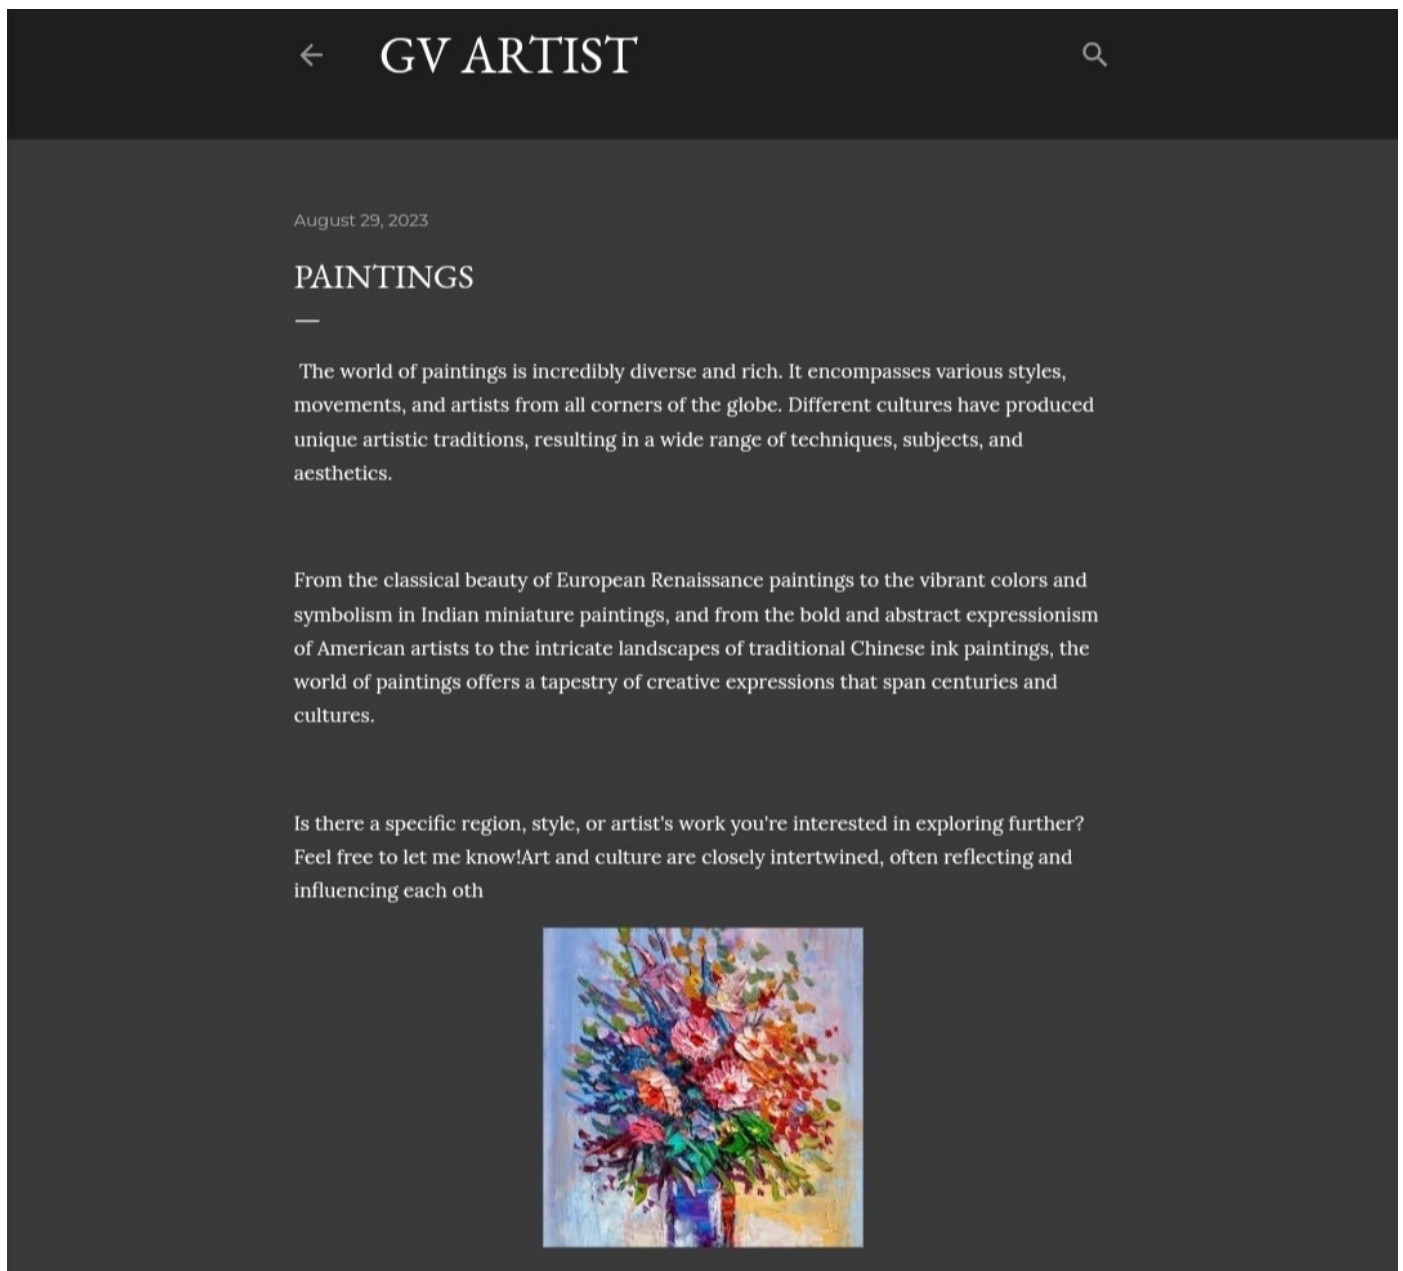 GV ARTIST
August 29, 2023
PAINTINGS
The world of paintings is incredibly diverse and rich. It encompasses various styles,
movements, and artists from all corners of the globe. Different cultures have produced
unique artistic traditions, resulting in a wide range of techniques, subjects, and
aesthetics.
From the classical beauty of European Renaissance paintings to the vibrant colors and
symbolism in Indian miniature paintings, and from the bold and abstract expressionism
of American artists to the intricate landscapes of traditional Chinese ink paintings, the
world of paintings offers a tapestry of creative expressions that span centuries and
cultures.
Is there a specific region, style, or artist's work you're interested in exploring further?
Feel free to let me know!Art and culture are closely intertwined, often reflecting and
influencing each oth